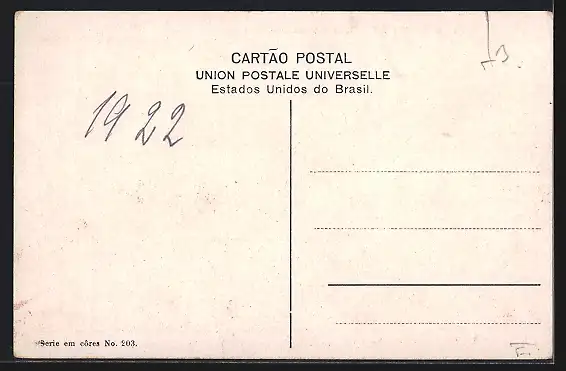 CARTÃO POSTAL
UNION POSTALE UNIVERSELLE
Estados Unidos do Brasil.
1922
Serie em côres No. 203.